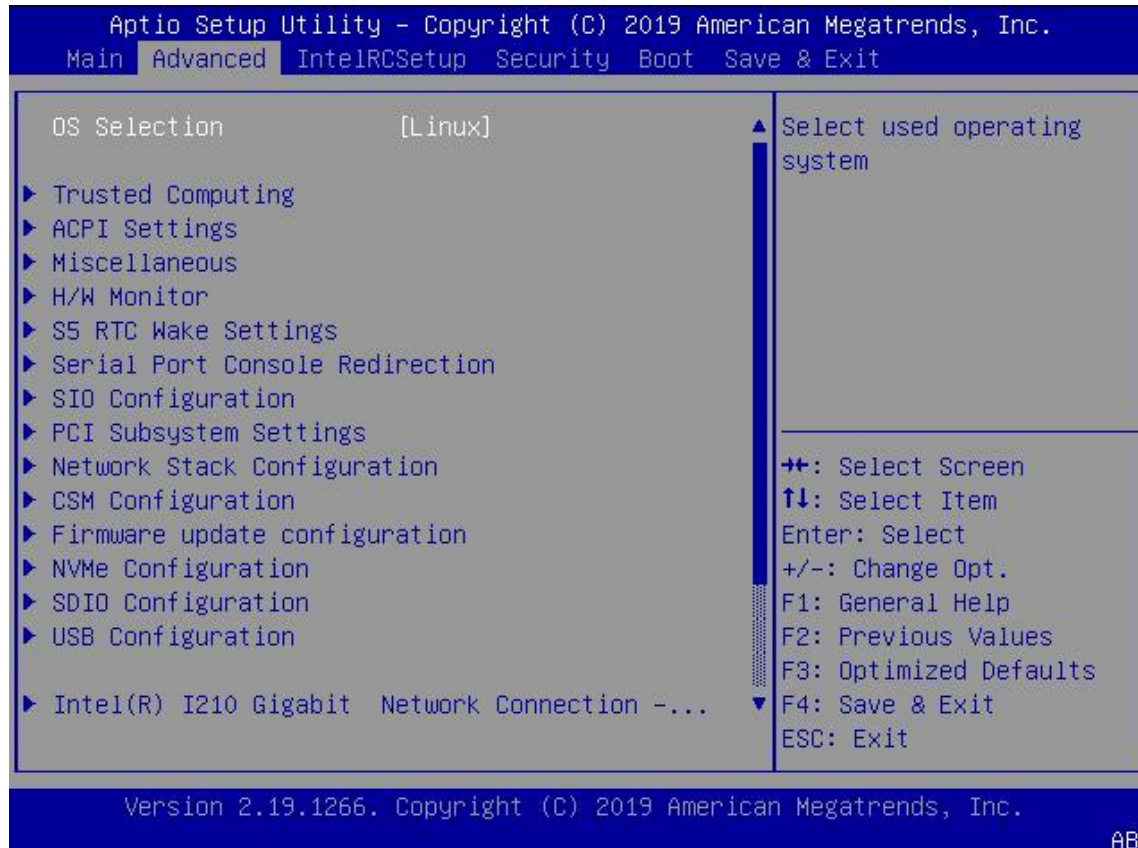 Aptio Setup Utility – Copyright (C) 2019 American Megatrends, Inc.
Main Advanced IntelRCSetup Security Boot Save & Exit
OS Selection [Linux]
Trusted Computing
ACPI Settings
Miscellaneous
H/W Monitor
S5 RTC Wake Settings
Serial Port Console Redirection
SIO Configuration
PCI Subsystem Settings
Network Stack Configuration
CSM Configuration
Firmware update configuration
NVMe Configuration
SDIO Configuration
USB Configuration
Intel(R) I210 Gigabit Network Connection -...
Select used operating
system
→←: Select Screen
↑↓: Select Item
Enter: Select
+/-: Change Opt.
F1: General Help
F2: Previous Values
F3: Optimized Defaults
F4: Save & Exit
ESC: Exit
Version 2.19.1266. Copyright (C) 2019 American Megatrends, Inc.
AB